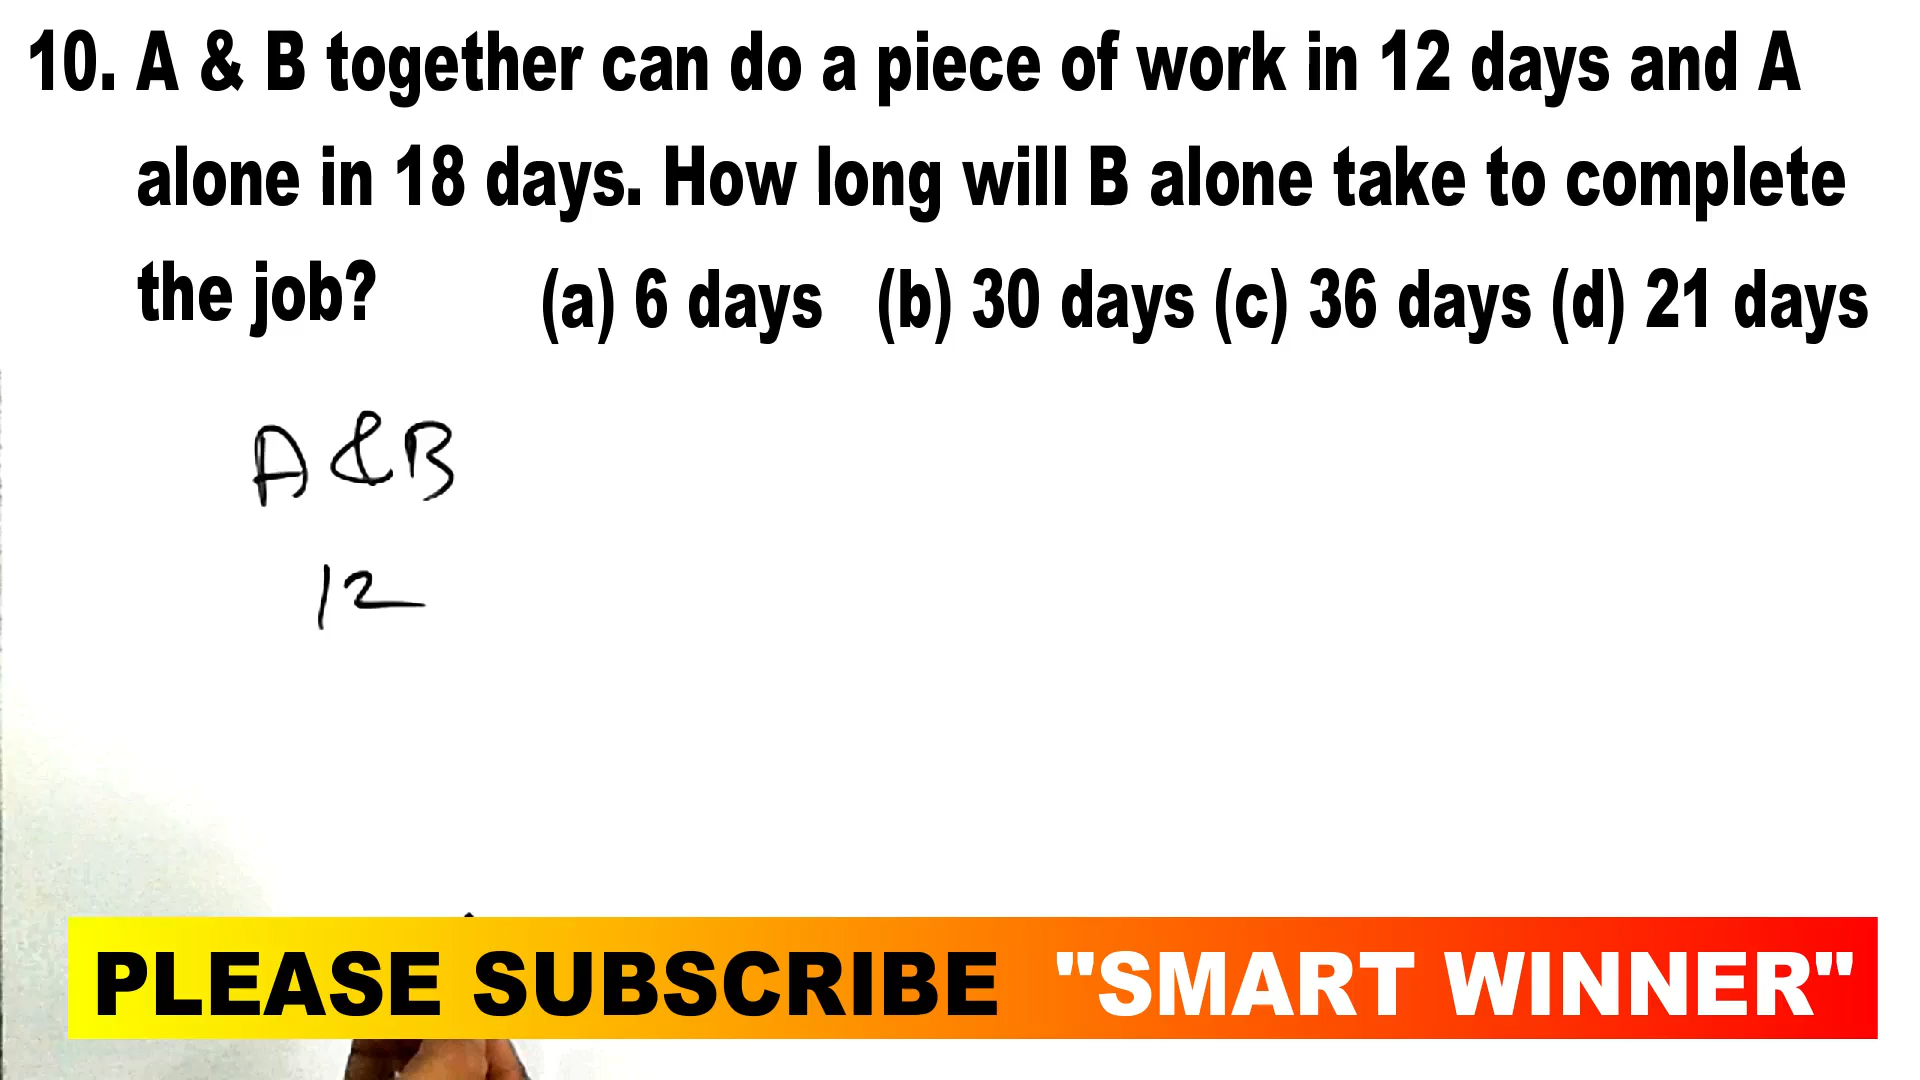 10. A & B together can do a piece of work in 12 days and A
alone in 18 days. How long will B alone take to complete
the job? (a) 6 days (b) 30 days (c) 36 days (d) 21 days
A & B
12
PLEASE SUBSCRIBE "SMART WINNER"